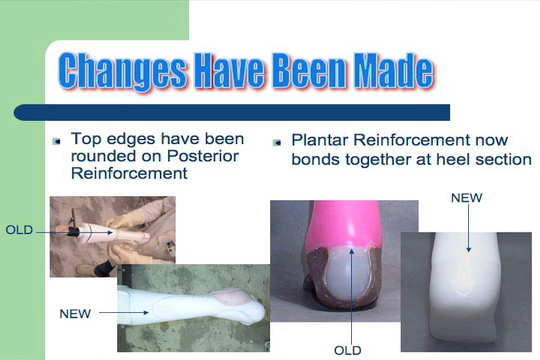 Changes Have Been Made
Top edges have been
rounded on Posterior
Reinforcement
Plantar Reinforcement now
bonds together at heel section
OLD
NEW
NEW
OLD